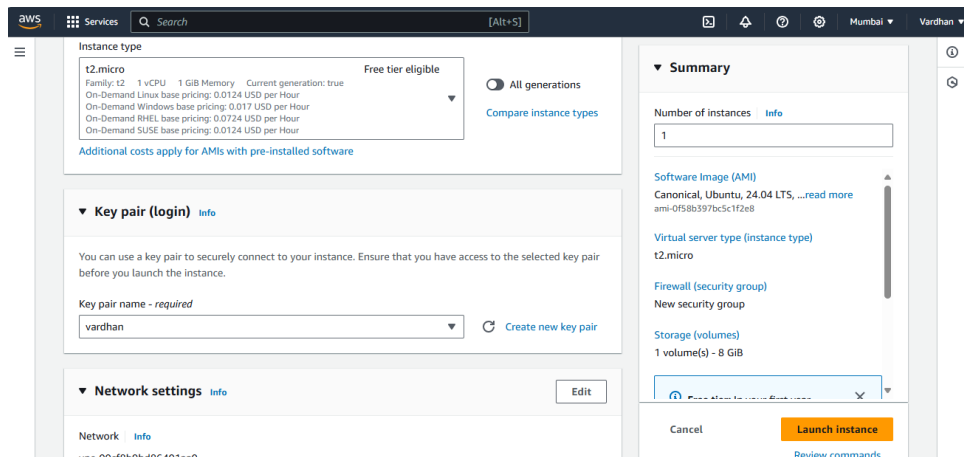 aws
Services
Search
[Alt+S]
Mumbai
Vardhan
Instance type
t2.micro
Free tier eligible
Family: t2 1 vCPU 1 GiB Memory Current generation: true
On-Demand Linux base pricing: 0.0124 USD per Hour
On-Demand Windows base pricing: 0.017 USD per Hour
On-Demand RHEL base pricing: 0.0724 USD per Hour
On-Demand SUSE base pricing: 0.0124 USD per Hour
All generations
Compare instance types
Additional costs apply for AMIs with pre-installed software
Key pair (login) Info
You can use a key pair to securely connect to your instance. Ensure that you have access to the selected key pair
before you launch the instance.
Key pair name - required
vardhan
Create new key pair
Network settings Info
Edit
Network Info
Summary
Number of instances Info
1
Software Image (AMI)
Canonical, Ubuntu, 24.04 LTS, ...read more
ami-0f58b397bc5c1f2e8
Virtual server type (instance type)
t2.micro
Firewall (security group)
New security group
Storage (volumes)
1 volume(s) - 8 GiB
Free tier: In your first year
Cancel
Launch instance
Review commands